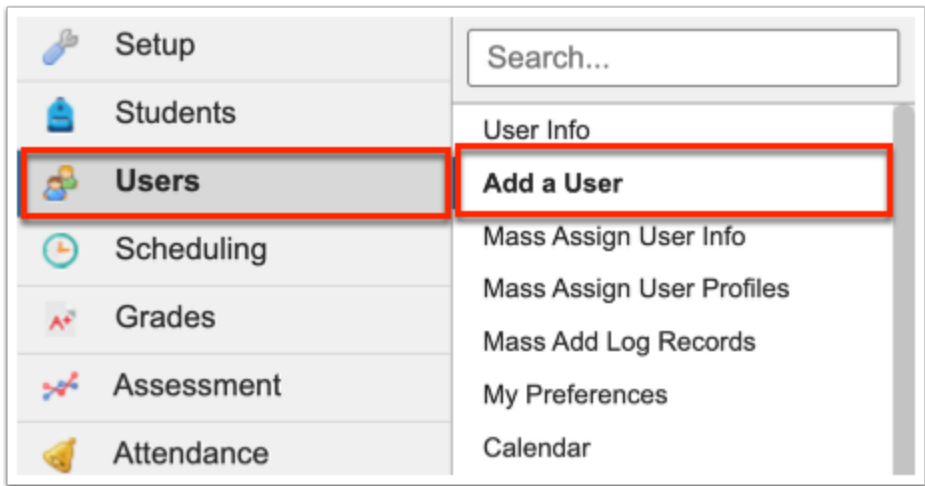 Setup
Students
Users
Scheduling
Grades
A+
Assessment
Attendance
Search...
User Info
Add a User
Mass Assign User Info
Mass Assign User Profiles
Mass Add Log Records
My Preferences
Calendar